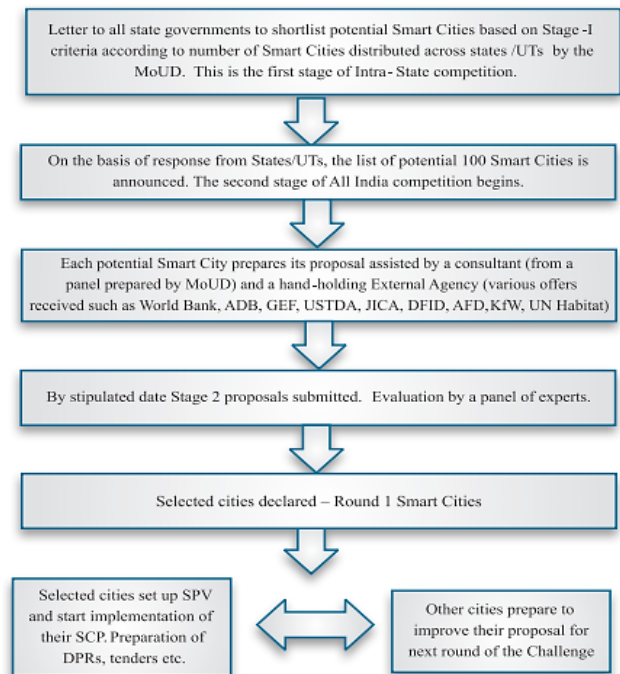 Letter to all state governments to shortlist potential Smart Cities based on Stage -I
criteria according to number of Smart Cities distributed across states /UTs by the
MoUD. This is the first stage of Intra- State competition.
On the basis of response from States/UTs, the list of potential 100 Smart Cities is
announced. The second stage of All India competition begins.
Each potential Smart City prepares its proposal assisted by a consultant (from a
panel prepared by MoUD) and a hand-holding External Agency (various offers
received such as World Bank, ADB, GEF, USTDA, JICA, DFID, AFD,KfW, UN Habitat)
By stipulated date Stage 2 proposals submitted. Evaluation by a panel of experts.
Selected cities declared – Round 1 Smart Cities
Selected cities set up SPV
and start implementation of
their SCP. Preparation of
DPRs, tenders etc.
Other cities prepare to
improve their proposal for
next round of the Challenge